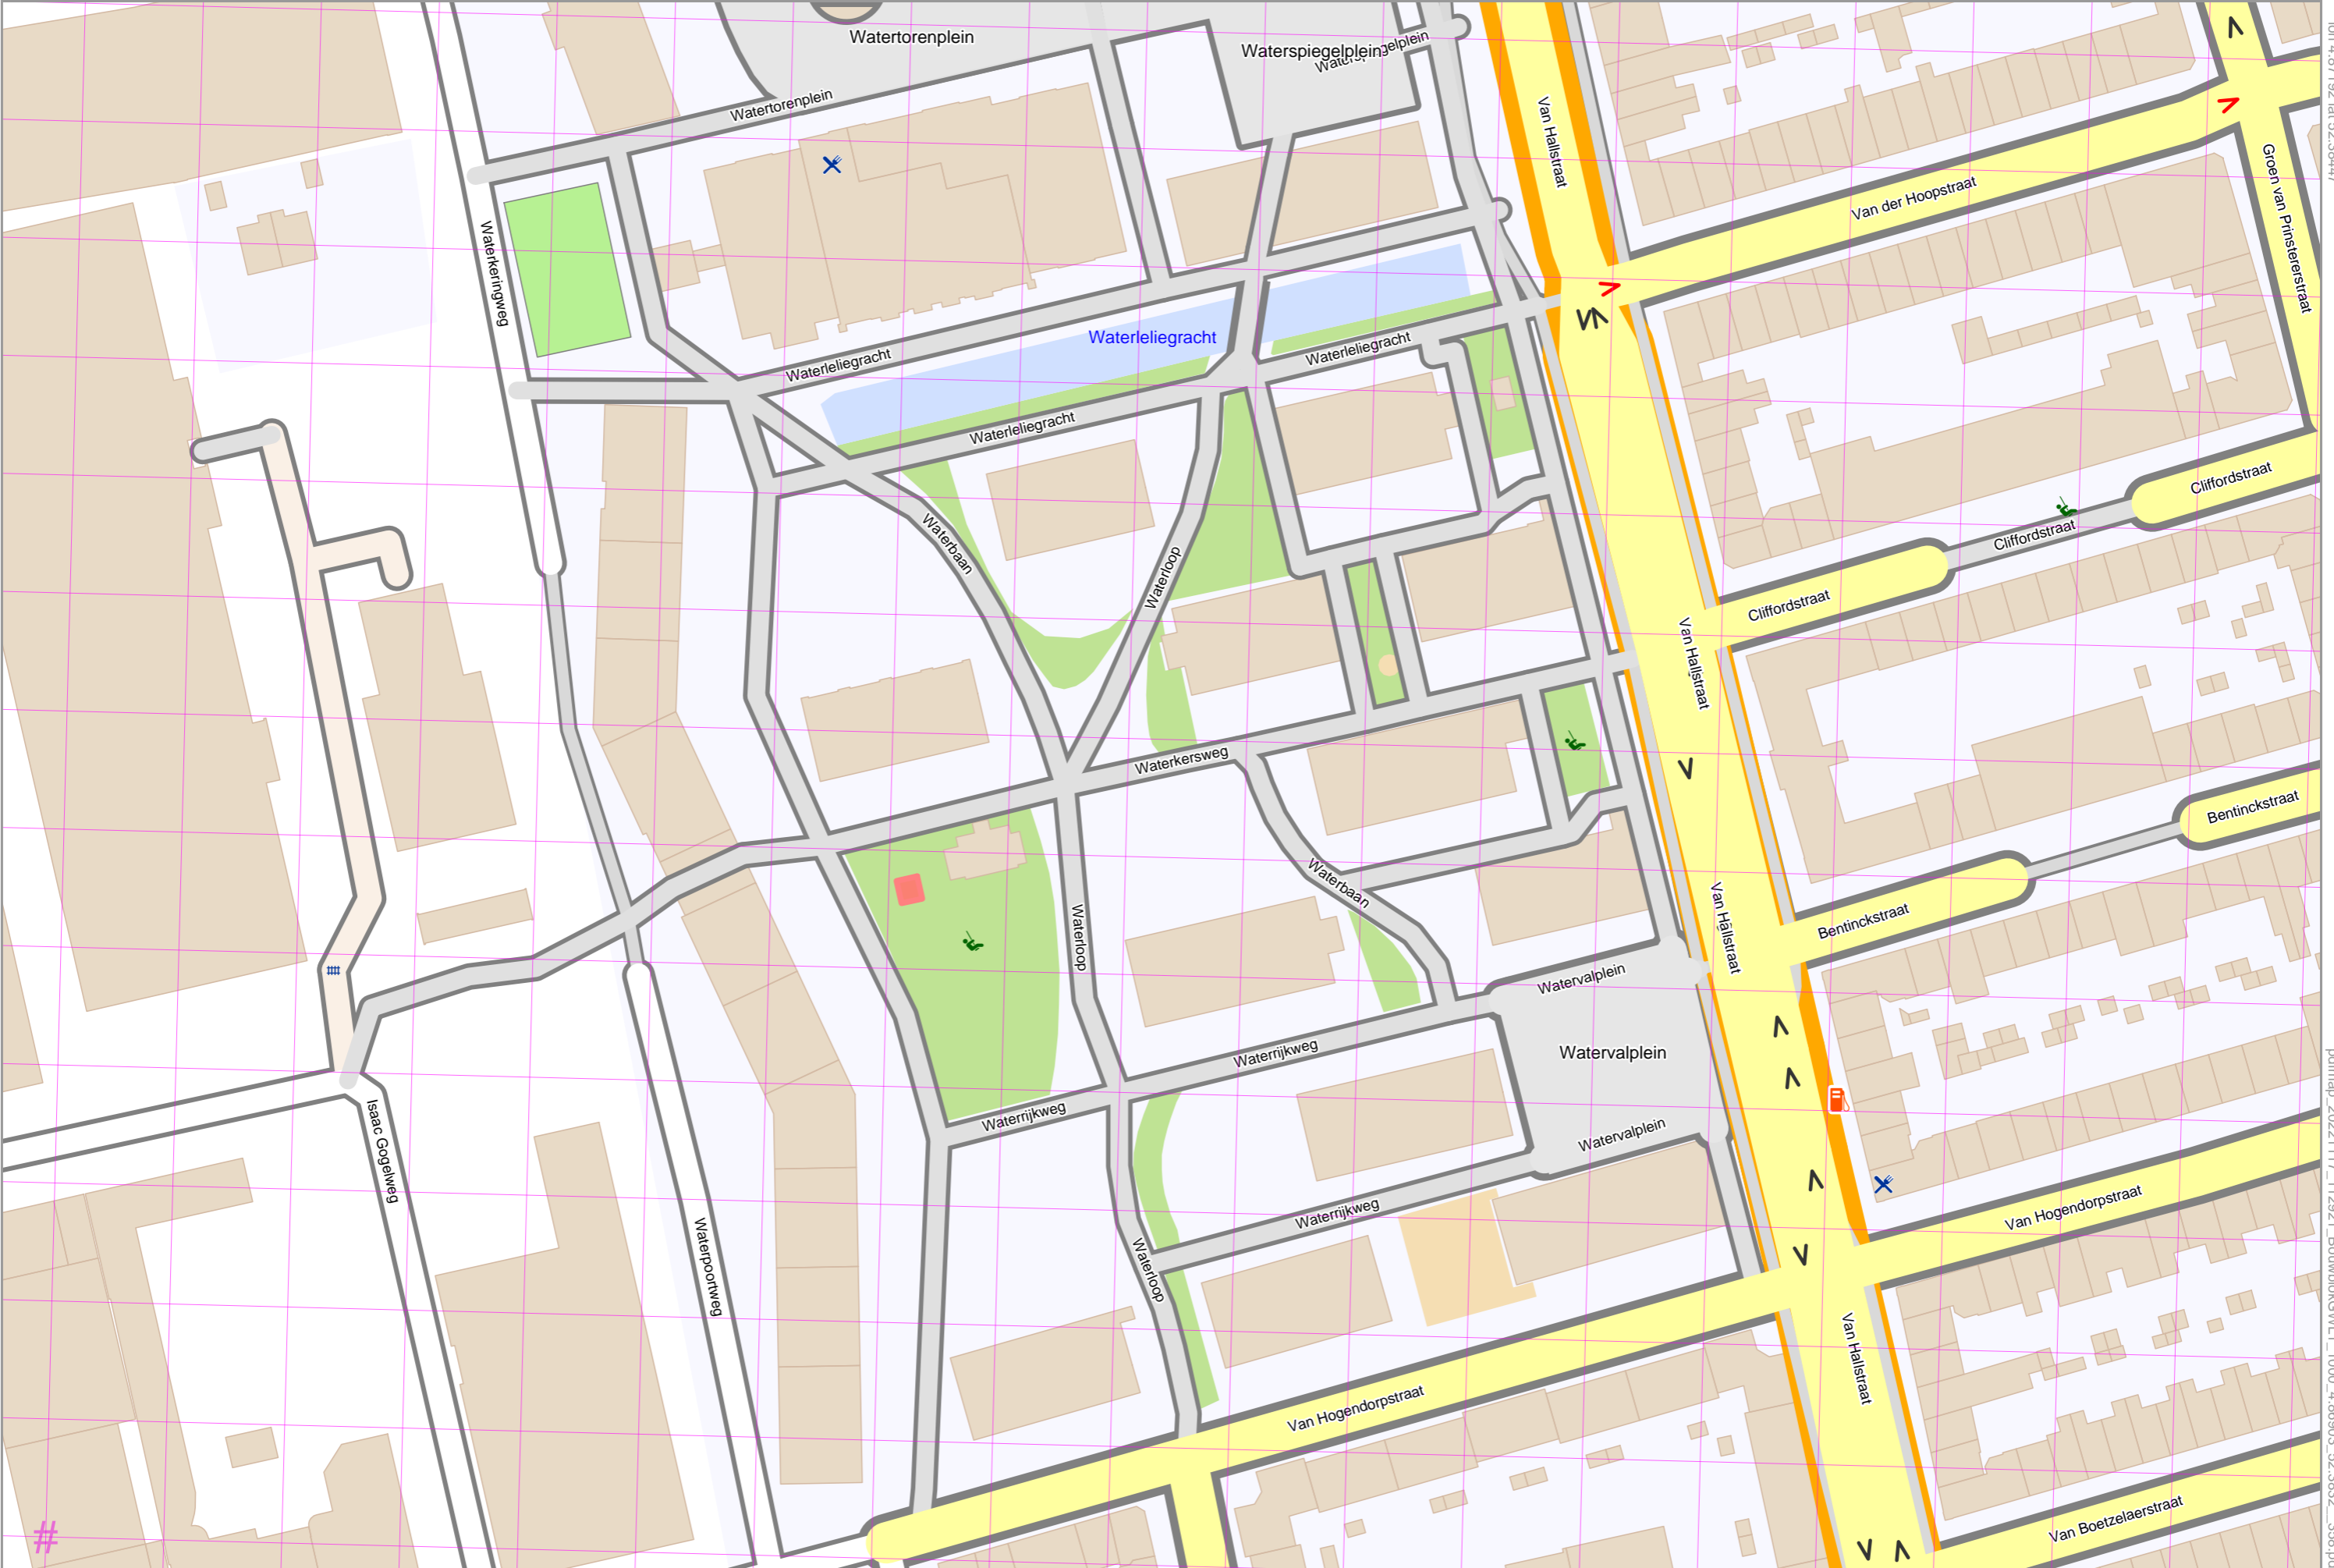 Watertorenplein
Waterspiegelplein
Watertorenplein
Van Hallstraat
Van der Hoopstraat
Groen van Prinstererstraat
Waterkeringweg
Waterleliegracht
Waterleliegracht
Waterleliegracht
Waterleliegracht
Cliffordstraat
Cliffordstraat
Cliffordstraat
Waterbaan
Waterloop
Van Hallstraat
Waterkersweg
Bentinckstraat
Bentinckstraat
Waterbaan
Waterloop
Van Hallstraat
Watervalplein
Watervalplein
Watervalplein
Waterrijkweg
Waterrijkweg
Waterrijkweg
Isaac Gogelweg
Waterpoortweg
Waterloop
Van Hogendorpstraat
Van Hogendorpstraat
Van Hallstraat
Van Boetzelaerstraat
#